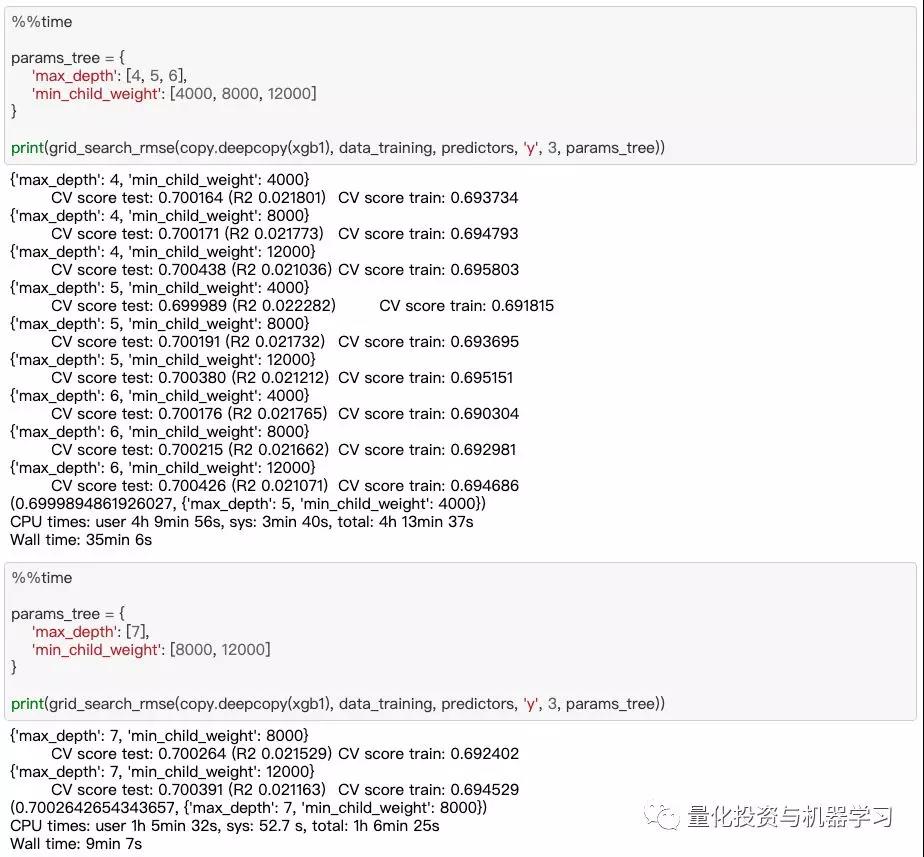 %%time
params_tree = {
'max_depth': [4, 5, 6],
'min_child_weight': [4000, 8000, 12000]
}
print(grid_search_rmse(copy.deepcopy(xgb1), data_training, predictors, 'y', 3, params_tree))
{'max_depth': 4, 'min_child_weight': 4000}
CV score test: 0.700164 (R2 0.021801) CV score train: 0.693734
{'max_depth': 4, 'min_child_weight': 8000}
CV score test: 0.700171 (R2 0.021773) CV score train: 0.694793
{'max_depth': 4, 'min_child_weight': 12000}
CV score test: 0.700438 (R2 0.021036) CV score train: 0.695803
{'max_depth': 5, 'min_child_weight': 4000}
CV score test: 0.699989 (R2 0.022282) CV score train: 0.691815
{'max_depth': 5, 'min_child_weight': 8000}
CV score test: 0.700191 (R2 0.021732) CV score train: 0.693695
{'max_depth': 5, 'min_child_weight': 12000}
CV score test: 0.700380 (R2 0.021212) CV score train: 0.695151
{'max_depth': 6, 'min_child_weight': 4000}
CV score test: 0.700176 (R2 0.021765) CV score train: 0.690304
{'max_depth': 6, 'min_child_weight': 8000}
CV score test: 0.700215 (R2 0.021662) CV score train: 0.692981
{'max_depth': 6, 'min_child_weight': 12000}
CV score test: 0.700426 (R2 0.021071) CV score train: 0.694686
(0.6999894861926027, {'max_depth': 5, 'min_child_weight': 4000})
CPU times: user 4h 9min 56s, sys: 3min 40s, total: 4h 13min 37s
Wall time: 35min 6s
%%time
params_tree = {
'max_depth': [7],
'min_child_weight': [8000, 12000]
}
print(grid_search_rmse(copy.deepcopy(xgb1), data_training, predictors, 'y', 3, params_tree))
{'max_depth': 7, 'min_child_weight': 8000}
CV score test: 0.700264 (R2 0.021529) CV score train: 0.692402
{'max_depth': 7, 'min_child_weight': 12000}
CV score test: 0.700391 (R2 0.021163) CV score train: 0.694529
(0.7002642654343657, {'max_depth': 7, 'min_child_weight': 8000})
CPU times: user 1h 5min 32s, sys: 52.7 s, total: 1h 6min 25s
Wall time: 9min 7s
量化投资与机器学习